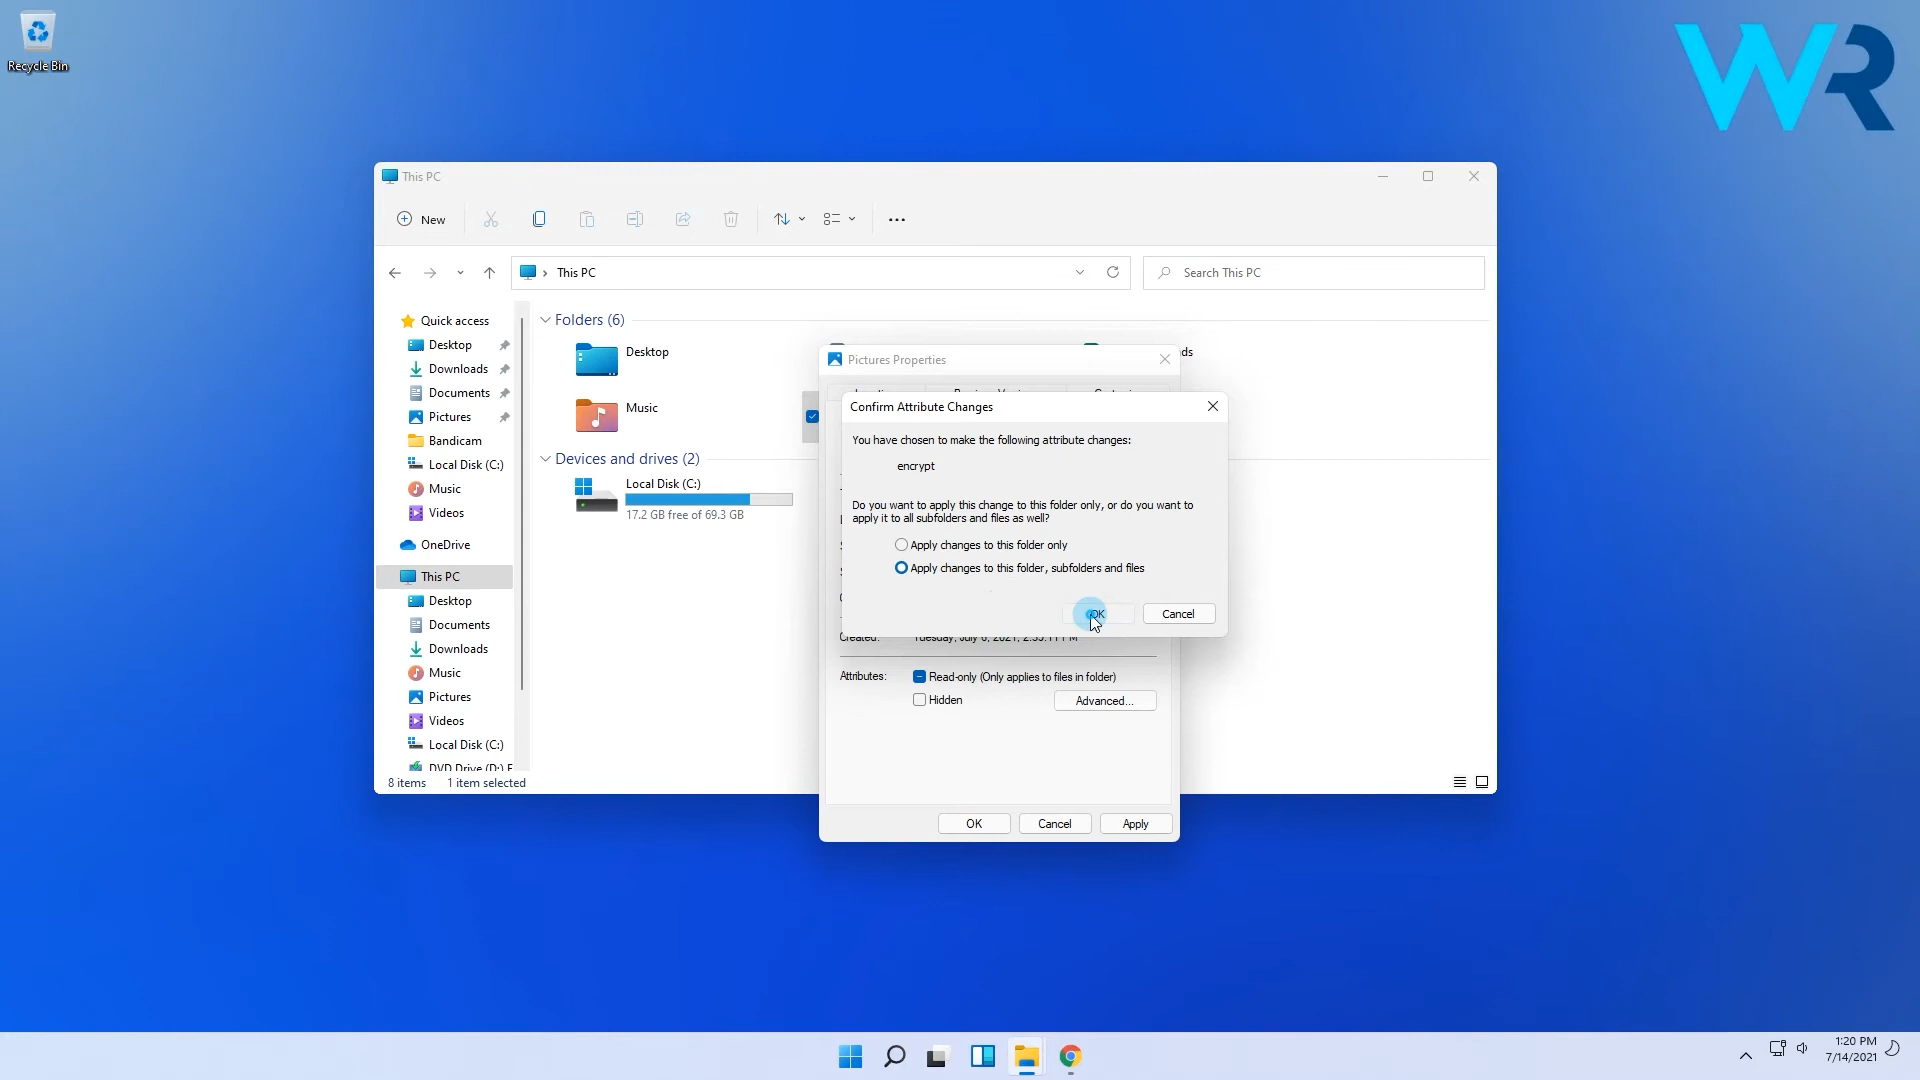 Recycle Bin
WR
This PC
New
This PC
Search This PC
Quick access
Desktop
Downloads
Documents
Pictures
Bandicam
Local Disk (C:)
Music
Videos
OneDrive
This PC
Desktop
Documents
Downloads
Music
Pictures
Videos
Local Disk (C:)
DVD Drive (D:) F
8 items 1 item selected
Folders (6)
Desktop
ds
Music
Devices and drives (2)
Local Disk (C:)
17.2 GB free of 69.3 GB
Pictures Properties
Confirm Attribute Changes
You have chosen to make the following attribute changes:
encrypt
Do you want to apply this change to this folder only, or do you want to
apply it to all subfolders and files as well?
Apply changes to this folder only
Apply changes to this folder, subfolders and files
OK Cancel
Created: Tuesday, July 6, 2021,
Attributes: Read-only (Only applies to files in folder)
Hidden Advanced...
OK Cancel Apply
1:20 PM
7/14/2021